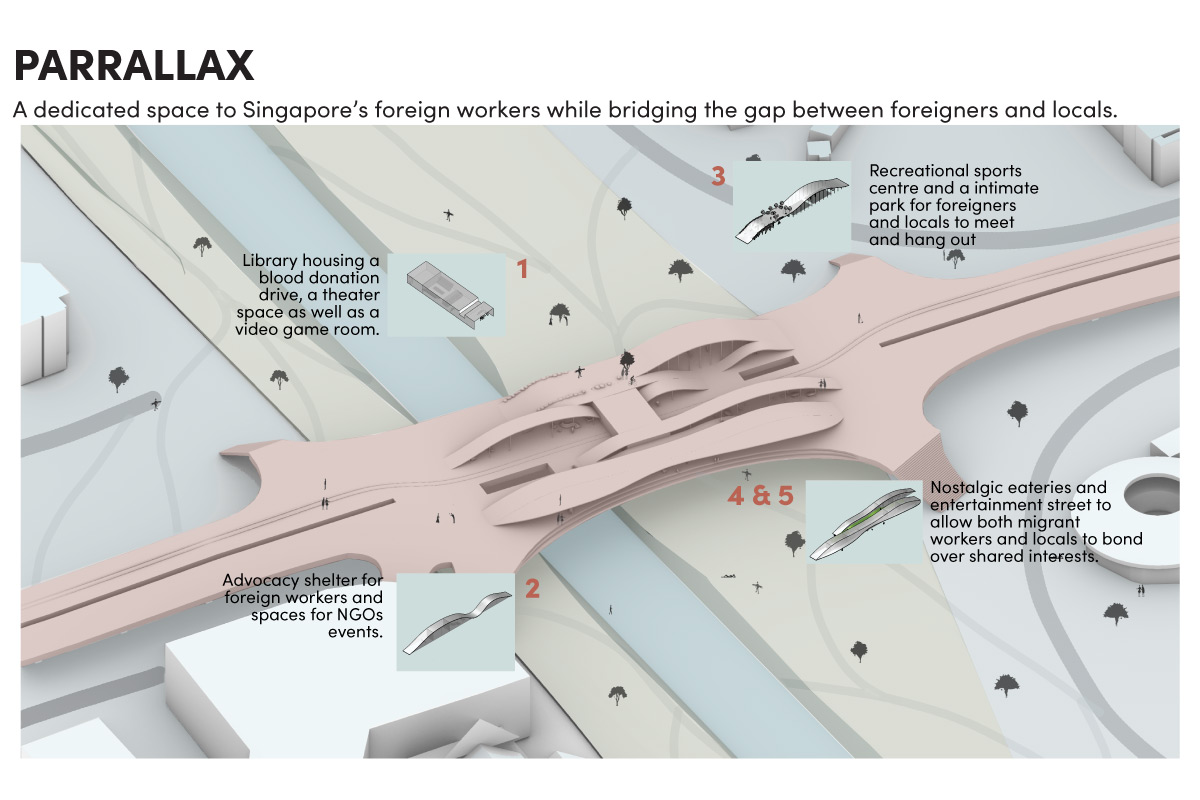 PARRALLAX
A dedicated space to Singapore's foreign workers while bridging the gap between foreigners and locals.
3
Recreational sports
centre and a intimate
park for foreigners
and locals to meet
and hang out
Library housing a
blood donation
drive, a theater
space as well as a
video game room.
1
4 & 5
Nostalgic eateries and
entertainment street to
allow both migrant
workers and locals to bond
over shared interests.
Advocacy shelter for
foreign workers and
spaces for NGOs
events.
2